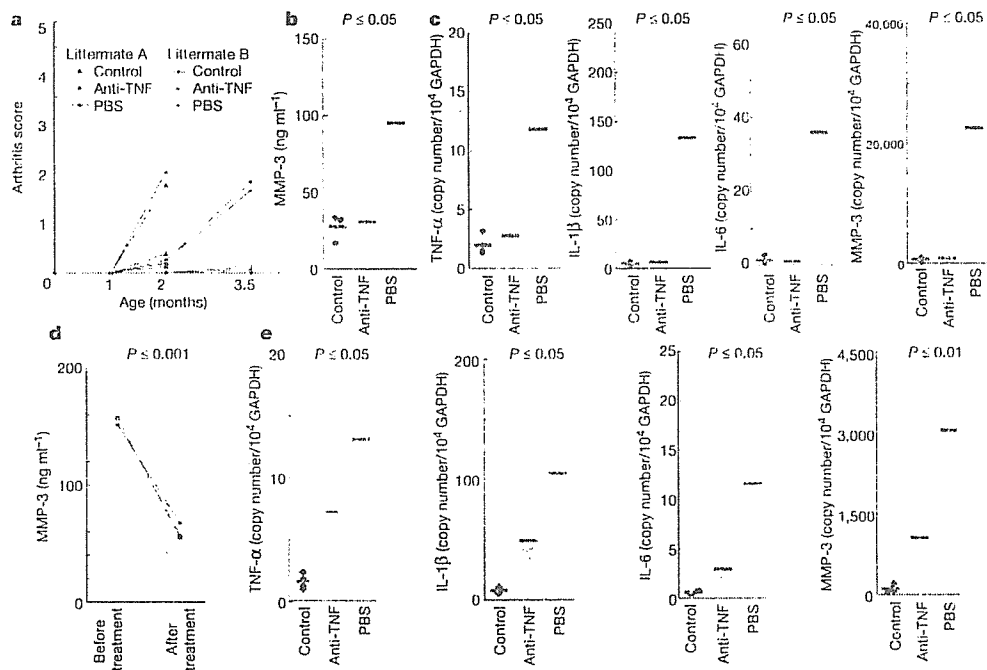 a
Arthritis score
5
4
3
2
1
0
Littermate A
Control
Anti-TNF
PBS
Littermate B
Control
Anti-TNF
PBS
0
1
2
3.5
Age (months)
b
P ≤ 0.05
MMP-3 (ng ml⁻¹)
150
100
50
0
Control
Anti-TNF
PBS
c
P < 0.05
TNF-α (copy number/10⁴ GAPDH)
20
15
10
5
0
Control
Anti-TNF
PBS
P ≤ 0.05
IL-1β (copy number/10⁴ GAPDH)
250
200
150
100
50
0
Control
Anti-TNF
PBS
P ≤ 0.05
IL-6 (copy number/10⁴ GAPDH)
60
40
20
0
Control
Anti-TNF
PBS
P ≤ 0.05
MMP-3 (copy number/10⁴ GAPDH)
40,000
20,000
0
Control
Anti-TNF
PBS
d
P ≤ 0.001
MMP-3 (ng ml⁻¹)
200
100
0
Before
treatment
After
treatment
e
P ≤ 0.05
TNF-α (copy number/10⁴ GAPDH)
20
10
0
Control
Anti-TNF
PBS
P ≤ 0.05
IL-1β (copy number/10⁴ GAPDH)
200
100
0
Control
Anti-TNF
PBS
P ≤ 0.05
IL-6 (copy number/10⁴ GAPDH)
25
20
15
10
5
0
Control
Anti-TNF
PBS
P ≤ 0.01
MMP-3 (copy number/10⁴ GAPDH)
4,500
3,000
1,500
0
Control
Anti-TNF
PBS